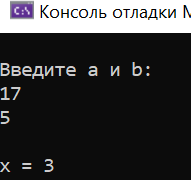 C:\ Консоль отладки M
Введите a и b:
17
5
x = 3